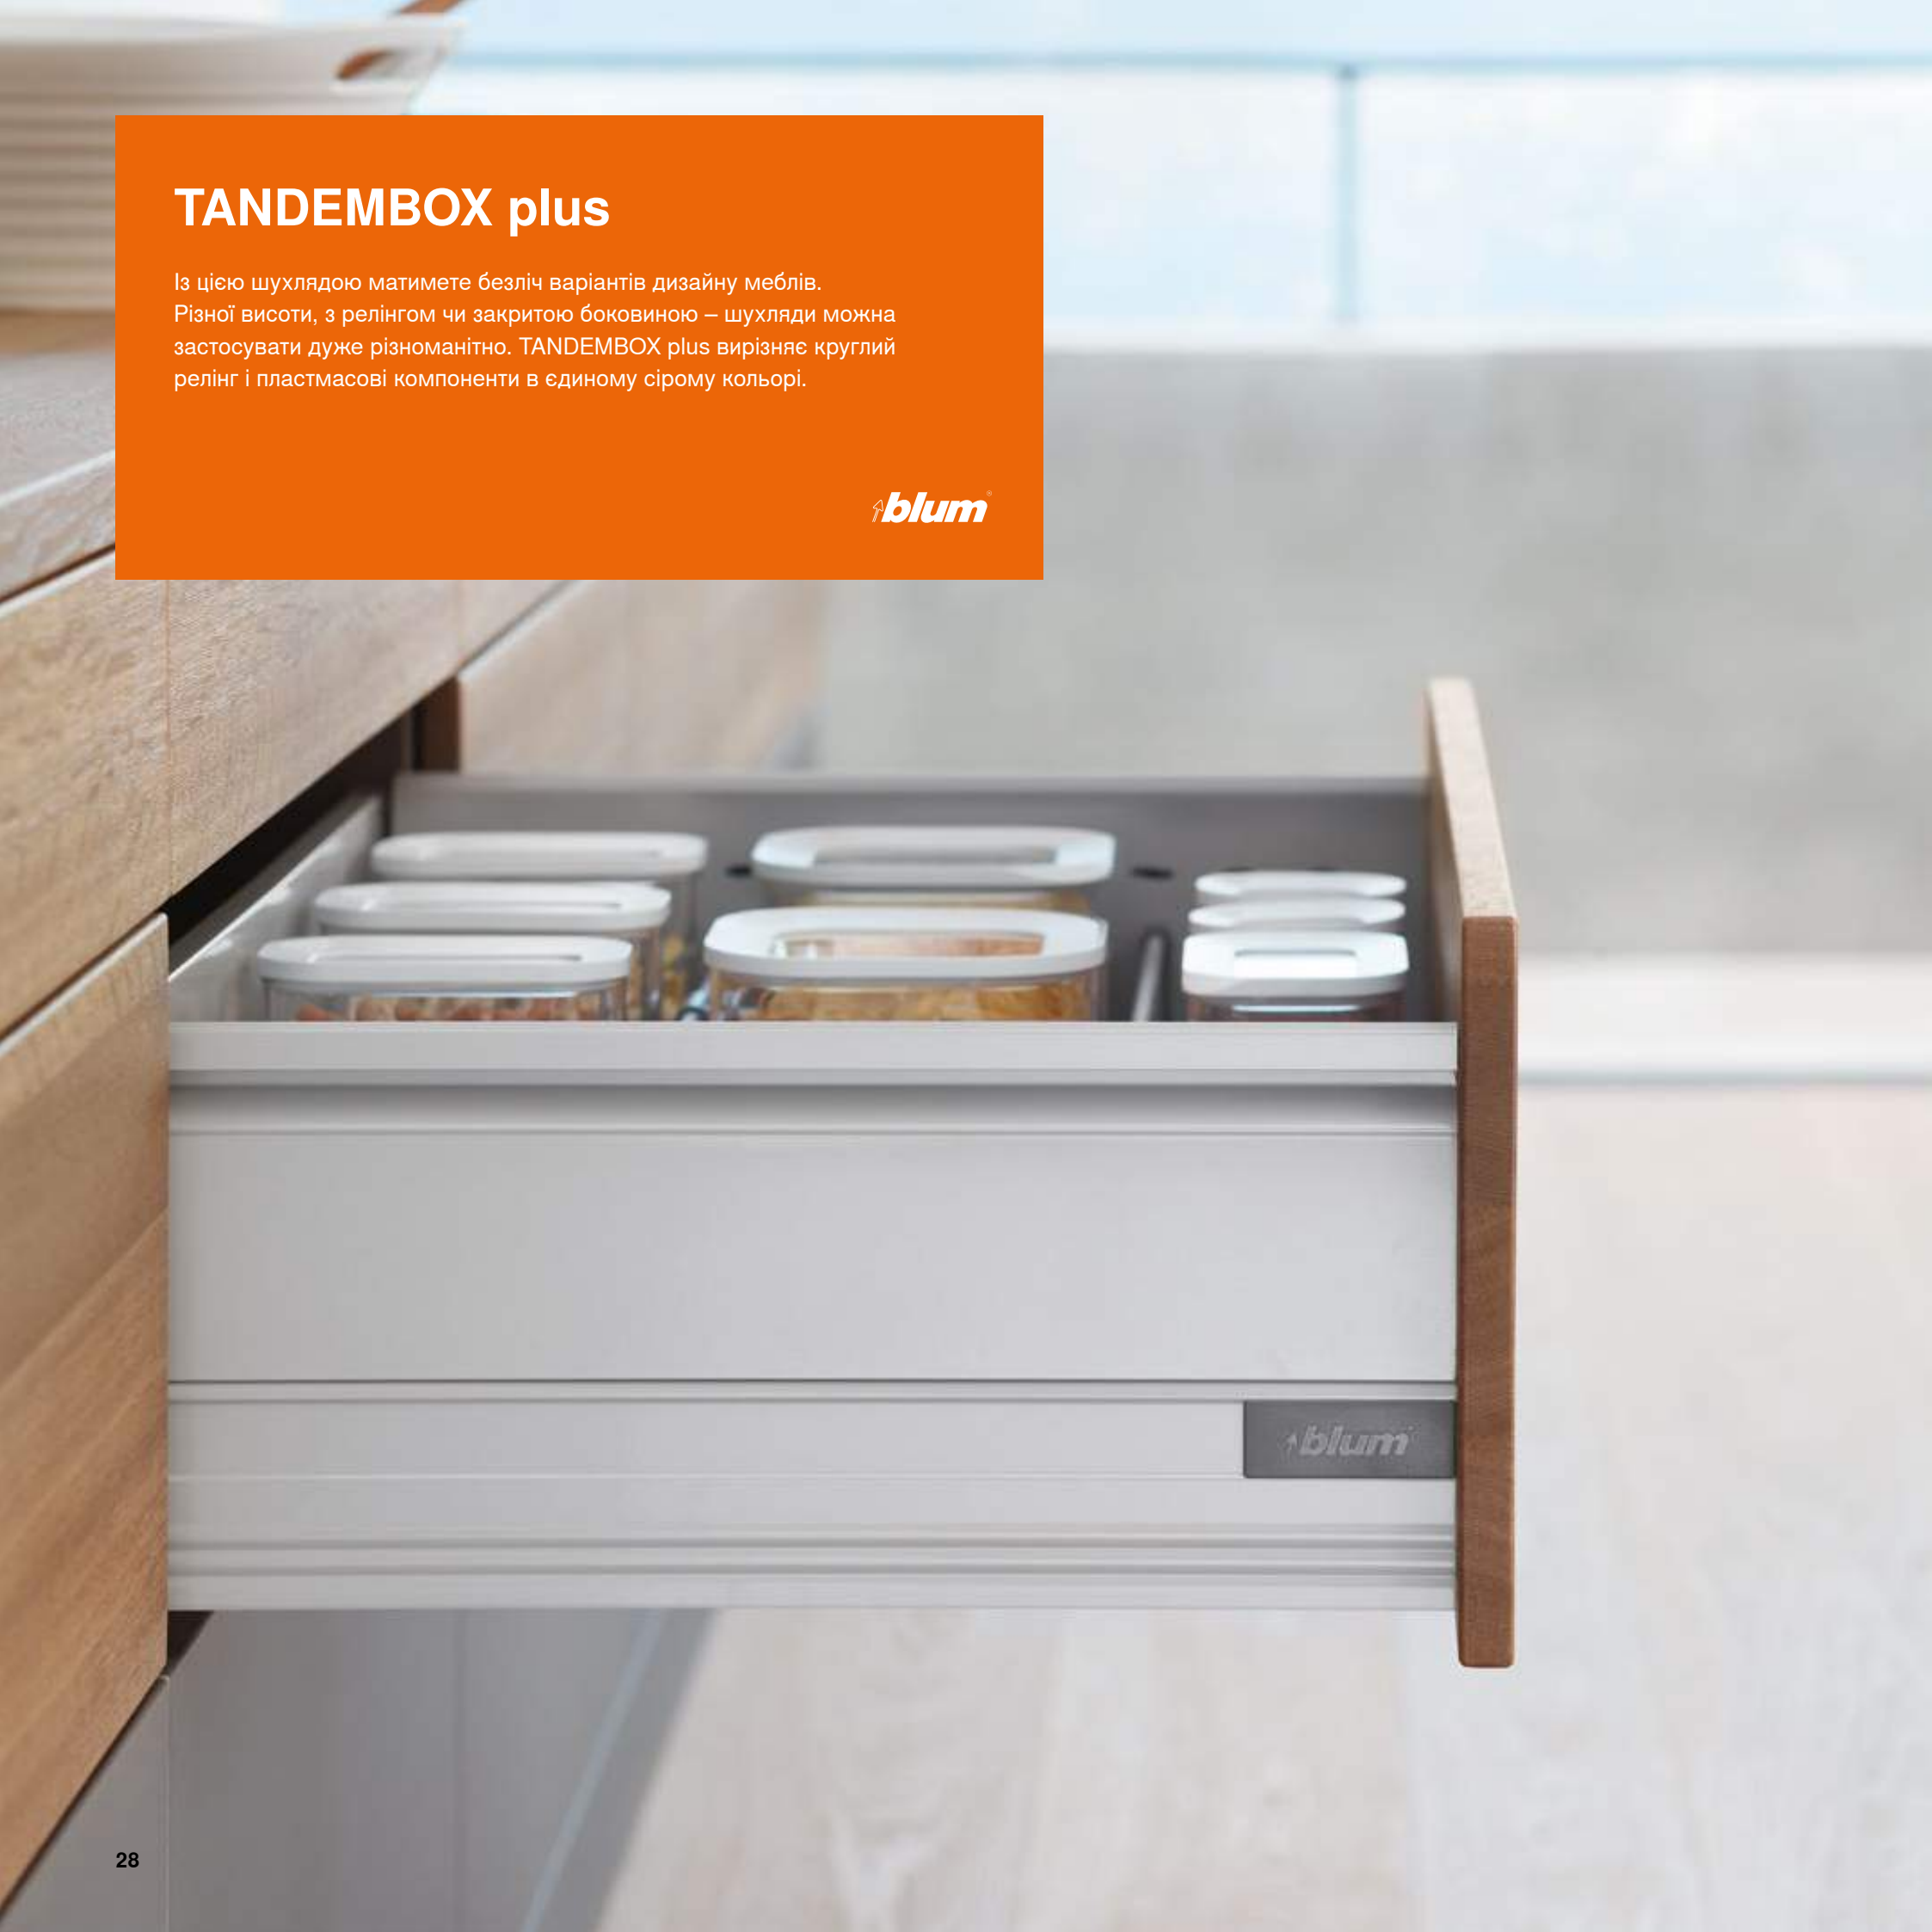 TANDEMBOX plus
Із цією шухлядою матимете безліч варіантів дизайну меблів.
Різної висоти, з релінгом чи закритою боковиною – шухляди можна
застосувати дуже різноманітно. TANDEMBOX plus вирізняє круглий
релінг і пластмасові компоненти в єдиному сірому кольорі.
blum®
blum
28